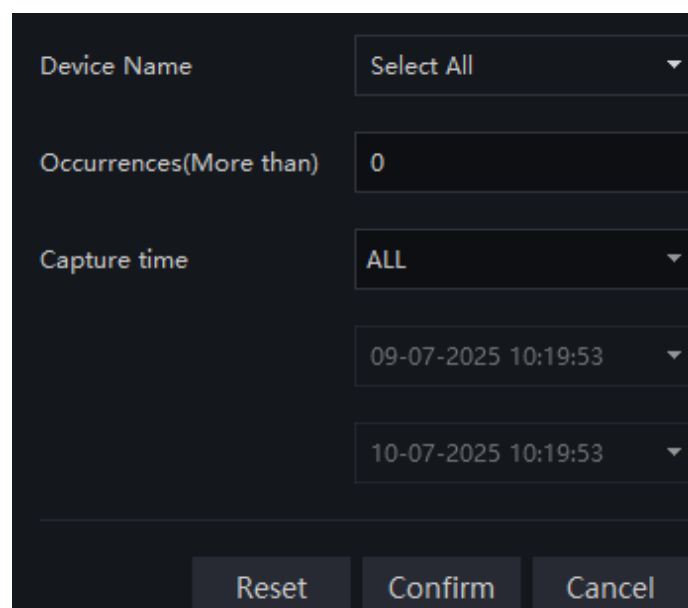 Device Name Select All
Occurrences(More than) 0
Capture time ALL
09-07-2025 10:19:53
10-07-2025 10:19:53
Reset Confirm Cancel